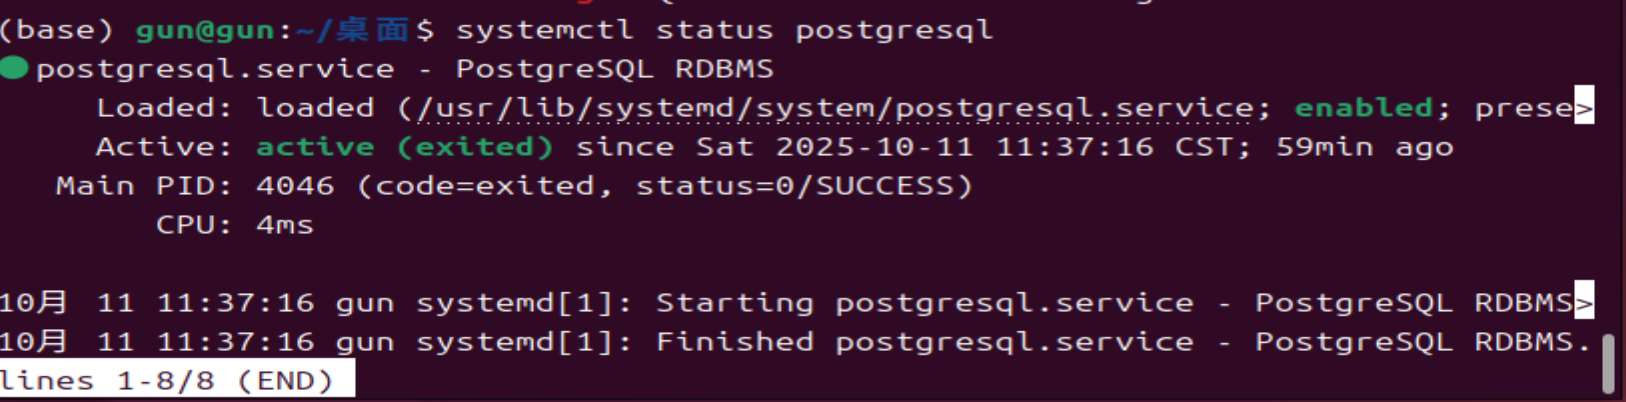 (base) gun@gun:~/桌面$ systemctl status postgresql
● postgresql.service - PostgreSQL RDBMS
     Loaded: loaded (/usr/lib/systemd/system/postgresql.service; enabled; prese>
     Active: active (exited) since Sat 2025-10-11 11:37:16 CST; 59min ago
   Main PID: 4046 (code=exited, status=0/SUCCESS)
        CPU: 4ms

10月 11 11:37:16 gun systemd[1]: Starting postgresql.service - PostgreSQL RDBMS>
10月 11 11:37:16 gun systemd[1]: Finished postgresql.service - PostgreSQL RDBMS.
lines 1-8/8 (END)